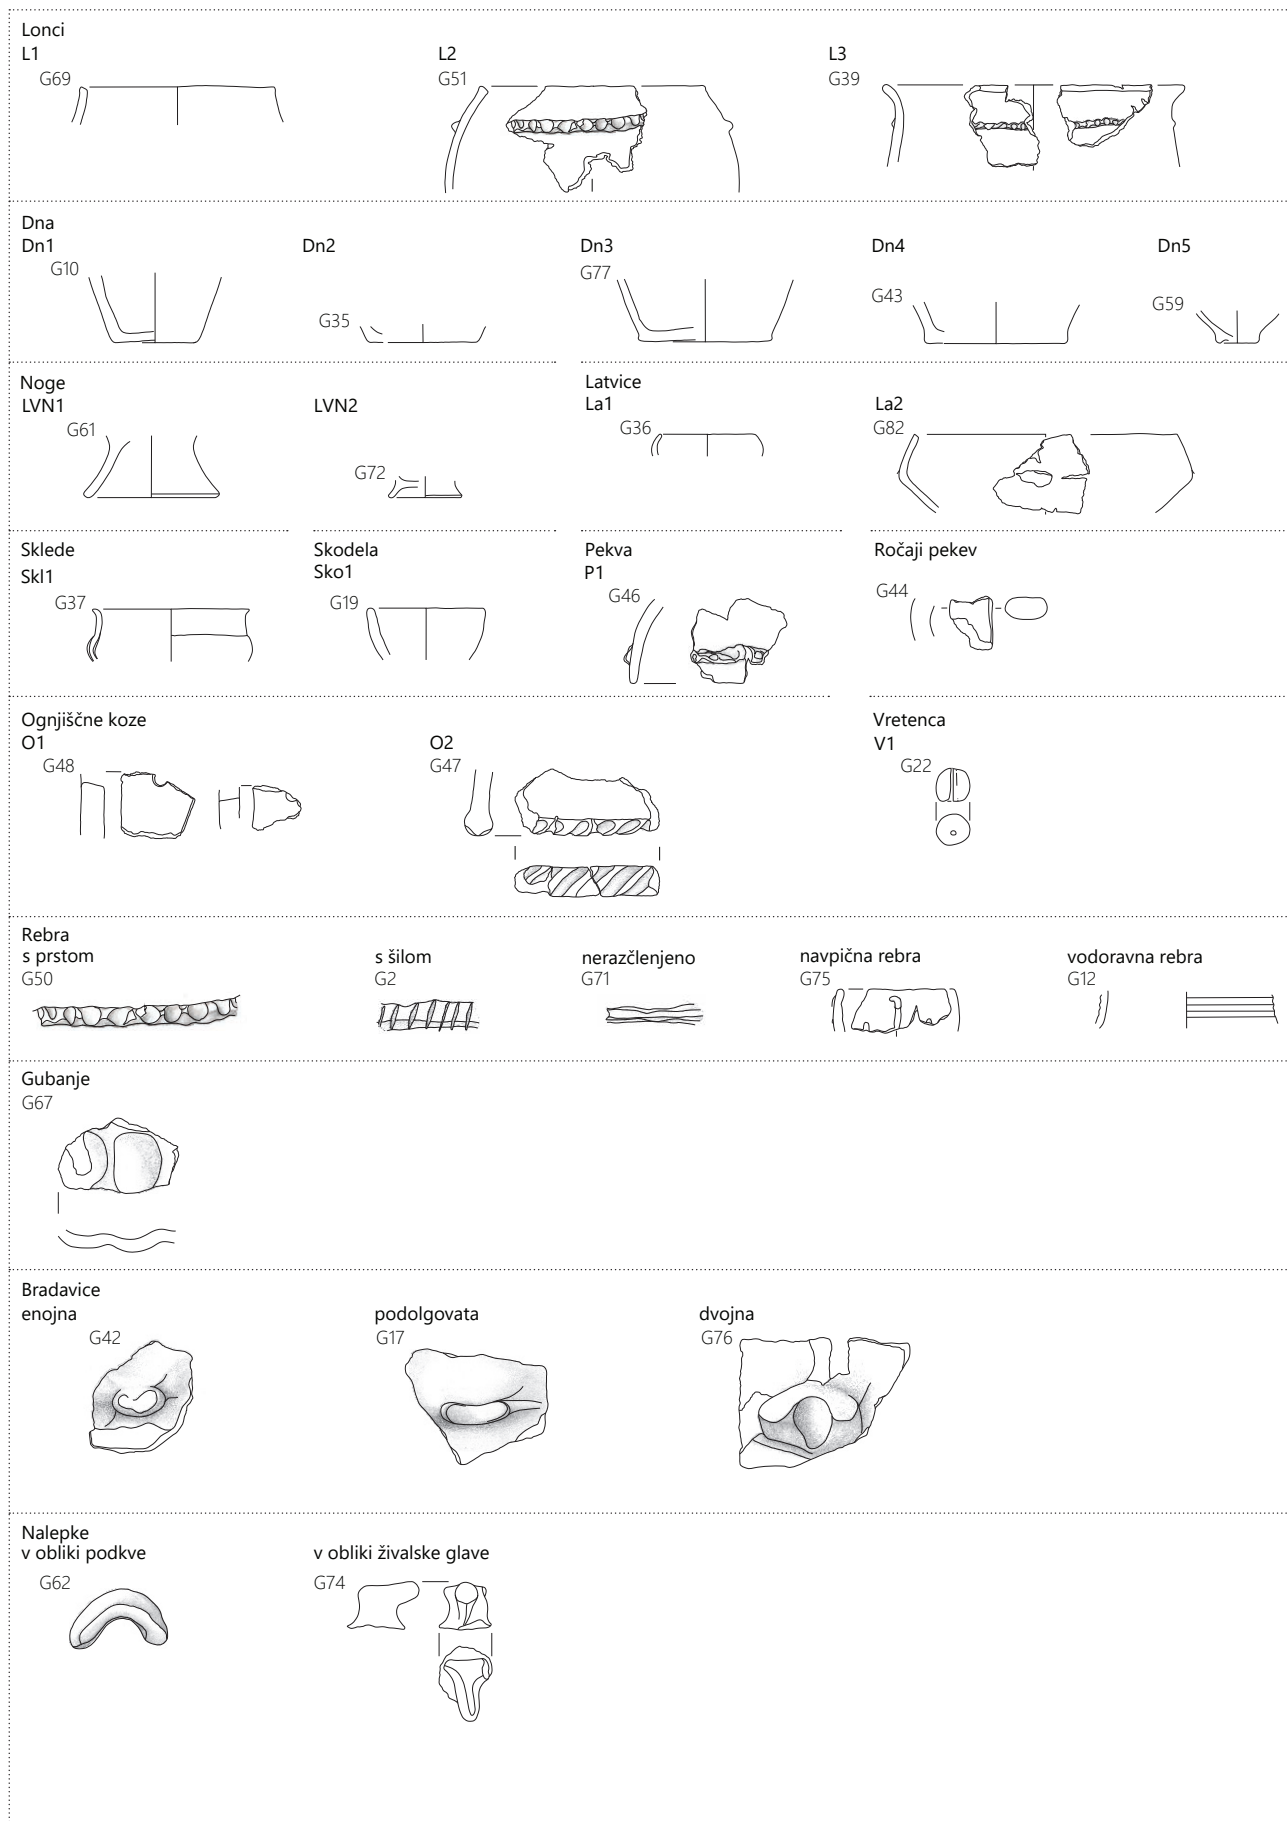 Lonci
L1
L2
L3
G69
G51
G39
Dna
Dn1
Dn2
Dn3
Dn4
Dn5
G10
G35
G77
G43
G59
Noge
LVN1
LVN2
G61
G72
Latvice
La1
La2
G36
G82
Sklede
Skl1
G37
Skodela
Sko1
G19
Pekva
P1
G46
Ročaji pekev
G44
Ognjiščne koze
O1
O2
G48
G47
Vretenca
V1
G22
Rebra
s prstom
G50
s šilom
G2
nerazčlenjeno
G71
navpična rebra
G75
vodoravna rebra
G12
Gubanje
G67
Bradavice
enojna
G42
podolgovata
G17
dvojna
G76
Nalepke
v obliki podkve
G62
v obliki živalske glave
G74